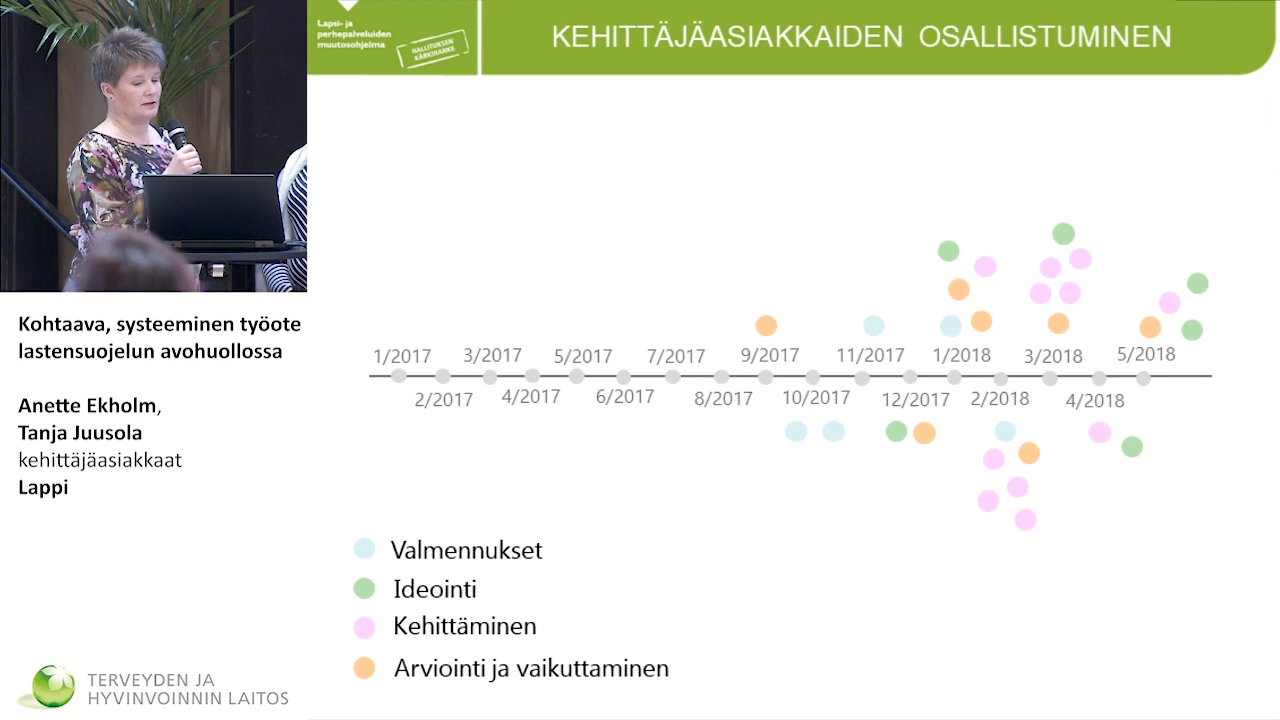 Lapsi- ja
perhepalveluiden
muutosohjelma
HALLITUKSEN
KÄRKIHANKE
KEHITTÄJÄASIAKKAIDEN OSALLISTUMINEN
Kohtaava, systeeminen työote
lastensuojelun avohuollossa
Anette Ekholm,
Tanja Juusola
kehittäjäasiakkaat
Lappi
1/2017 3/2017 5/2017 7/2017 9/2017 11/2017 1/2018 3/2018 5/2018
2/2017 4/2017 6/2017 8/2017 10/2017 12/2017 2/2018 4/2018
Valmennukset
Ideointi
Kehittäminen
Arviointi ja vaikuttaminen
TERVEYDEN JA
HYVINVOINNIN LAITOS